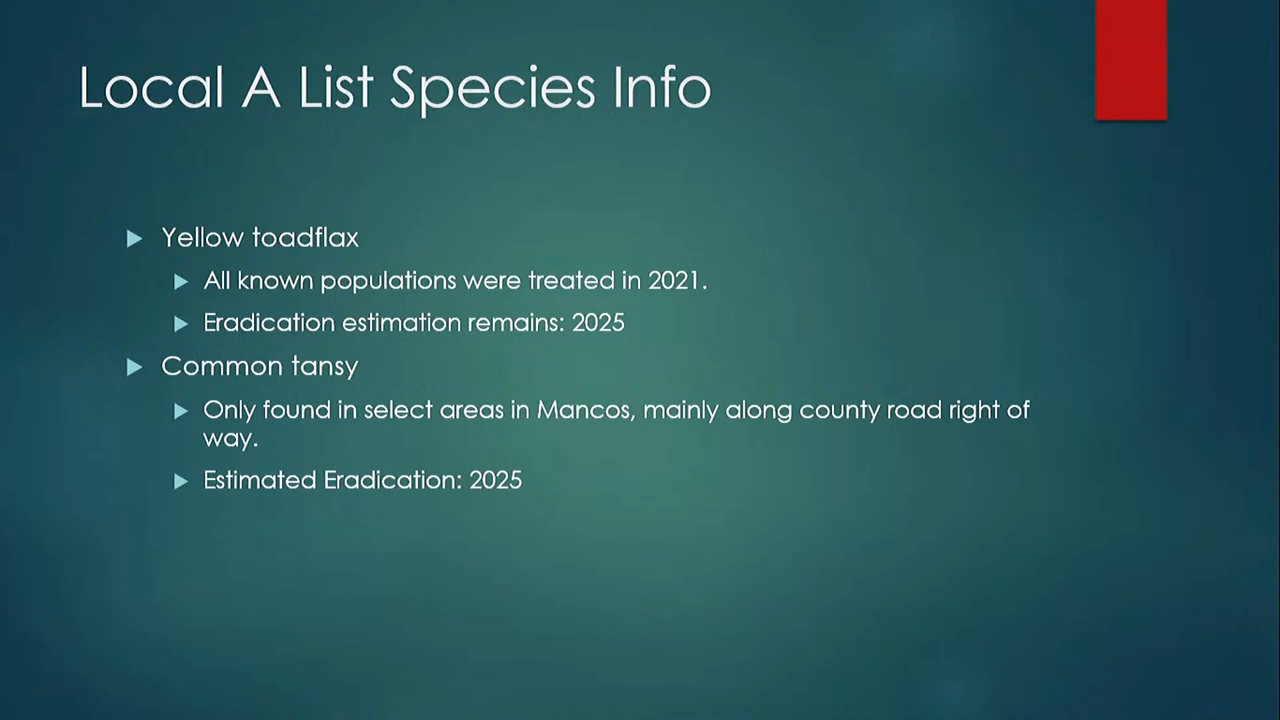 Local A List Species Info
Yellow toadflax
All known populations were treated in 2021.
Eradication estimation remains: 2025
Common tansy
Only found in select areas in Mancos, mainly along county road right of
way.
Estimated Eradication: 2025